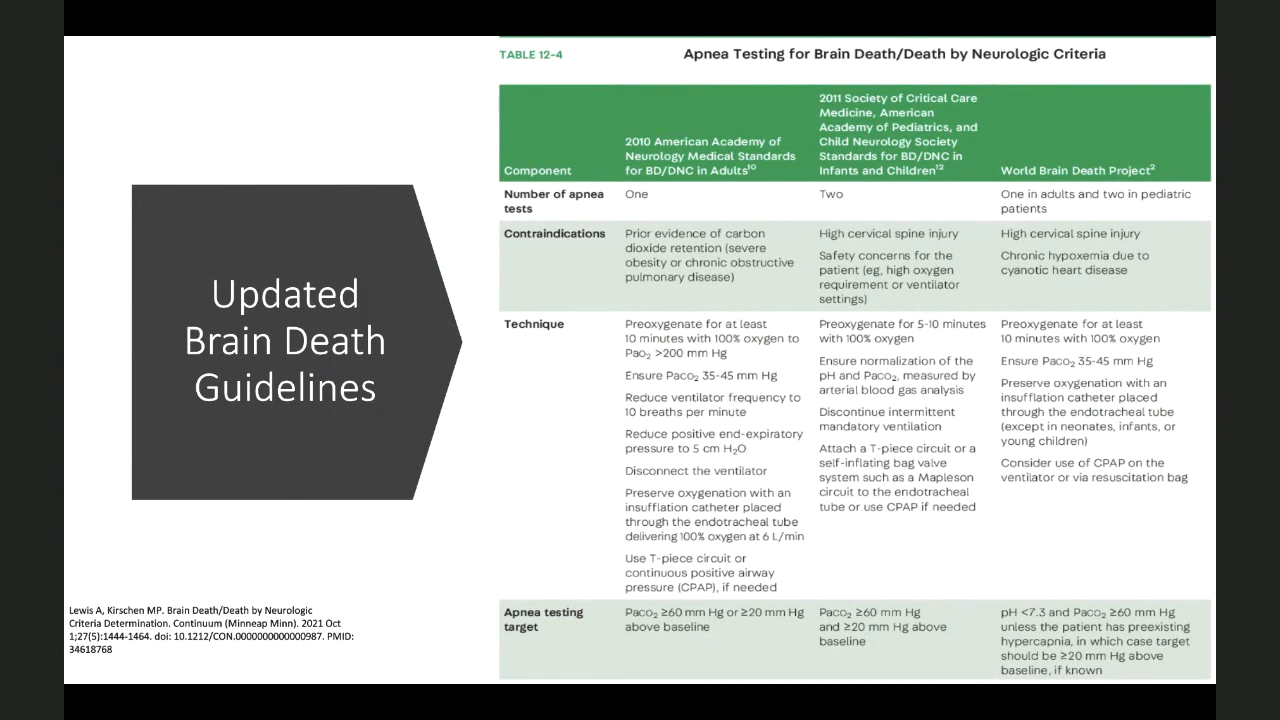 Updated
Brain Death
Guidelines
Lewis A, Kirschen MP. Brain Death/Death by Neurologic
Criteria Determination. Continuum (Minneap Minn). 2021 Oct
1;27(5):1444-1464. doi: 10.1212/CON.0000000000000987. PMID:
34618768
TABLE 12-4
Apnea Testing for Brain Death/Death by Neurologic Criteria
Component
2010 American Academy of
Neurology Medical Standards
for BD/DNC in Adults¹⁰
2011 Society of Critical Care
Medicine, American
Academy of Pediatrics, and
Child Neurology Society
Standards for BD/DNC in
Infants and Children¹²
World Brain Death Project²
Number of apnea
tests
One
Two
One in adults and two in pediatric
patients
Contraindications
Prior evidence of carbon
dioxide retention (severe
obesity or chronic obstructive
pulmonary disease)
High cervical spine injury
Safety concerns for the
patient (eg, high oxygen
requirement or ventilator
settings)
High cervical spine injury
Chronic hypoxemia due to
cyanotic heart disease
Technique
Preoxygenate for at least
10 minutes with 100% oxygen to
Pao₂ >200 mm Hg
Ensure Paco₂ 35-45 mm Hg
Reduce ventilator frequency to
10 breaths per minute
Reduce positive end-expiratory
pressure to 5 cm H₂O
Disconnect the ventilator
Preserve oxygenation with an
insufflation catheter placed
through the endotracheal tube
delivering 100% oxygen at 6 L/min
Use T-piece circuit or
continuous positive airway
pressure (CPAP), if needed
Preoxygenate for 5-10 minutes
with 100% oxygen
Ensure normalization of the
pH and Paco₂, measured by
arterial blood gas analysis
Discontinue intermittent
mandatory ventilation
Attach a T-piece circuit or a
self-inflating bag valve
system such as a Mapleson
circuit to the endotracheal
tube or use CPAP if needed
Preoxygenate for at least
10 minutes with 100% oxygen
Ensure Paco₂ 35-45 mm Hg
Preserve oxygenation with an
insufflation catheter placed
through the endotracheal tube
(except in neonates, infants, or
young children)
Consider use of CPAP on the
ventilator or via resuscitation bag
Apnea testing
target
Paco₂ ≥60 mm Hg or ≥20 mm Hg
above baseline
Paco₂ ≥60 mm Hg
and ≥20 mm Hg above
baseline
pH <7.3 and Paco₂ ≥60 mm Hg
unless the patient has preexisting
hypercapnia, in which case target
should be ≥20 mm Hg above
baseline, if known